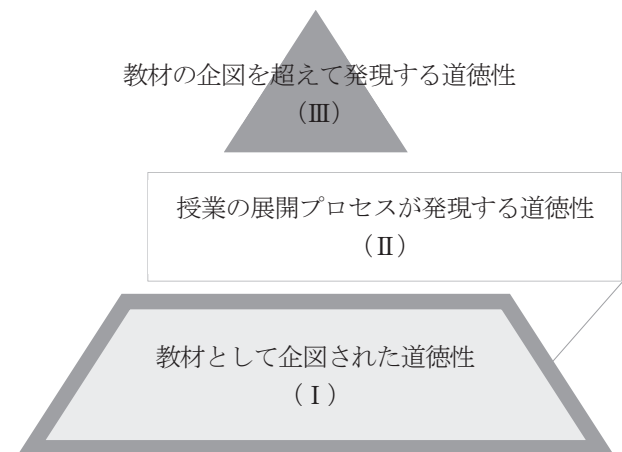 教材の企図を超えて発現する道徳性
（Ⅲ）
授業の展開プロセスが発現する道徳性
（Ⅱ）
教材として企図された道徳性
（Ⅰ）